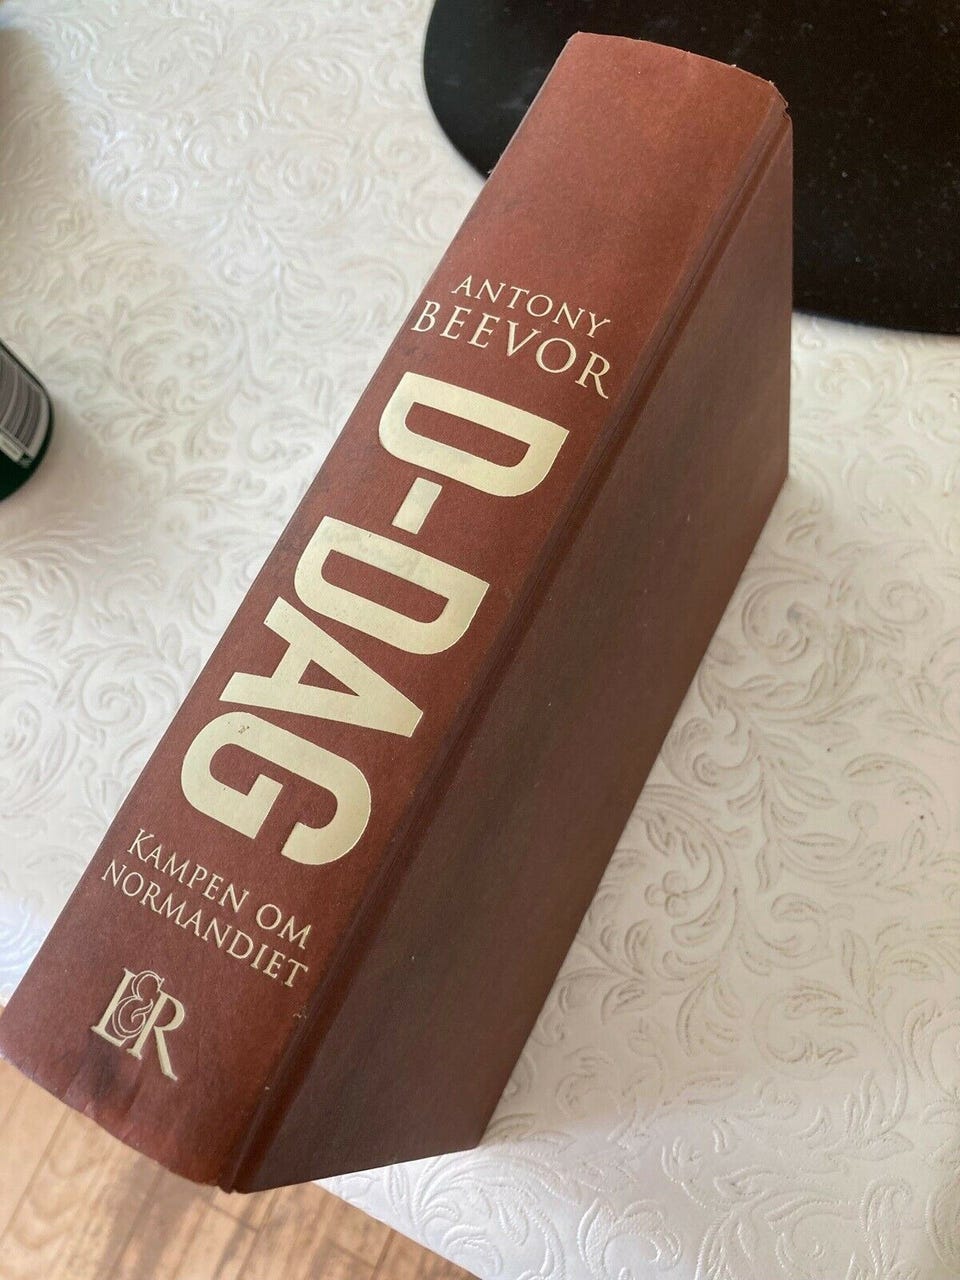 ANTONY
BEEVOR
D-DAG
KAMPEN OM
NORMANDIET
L&R